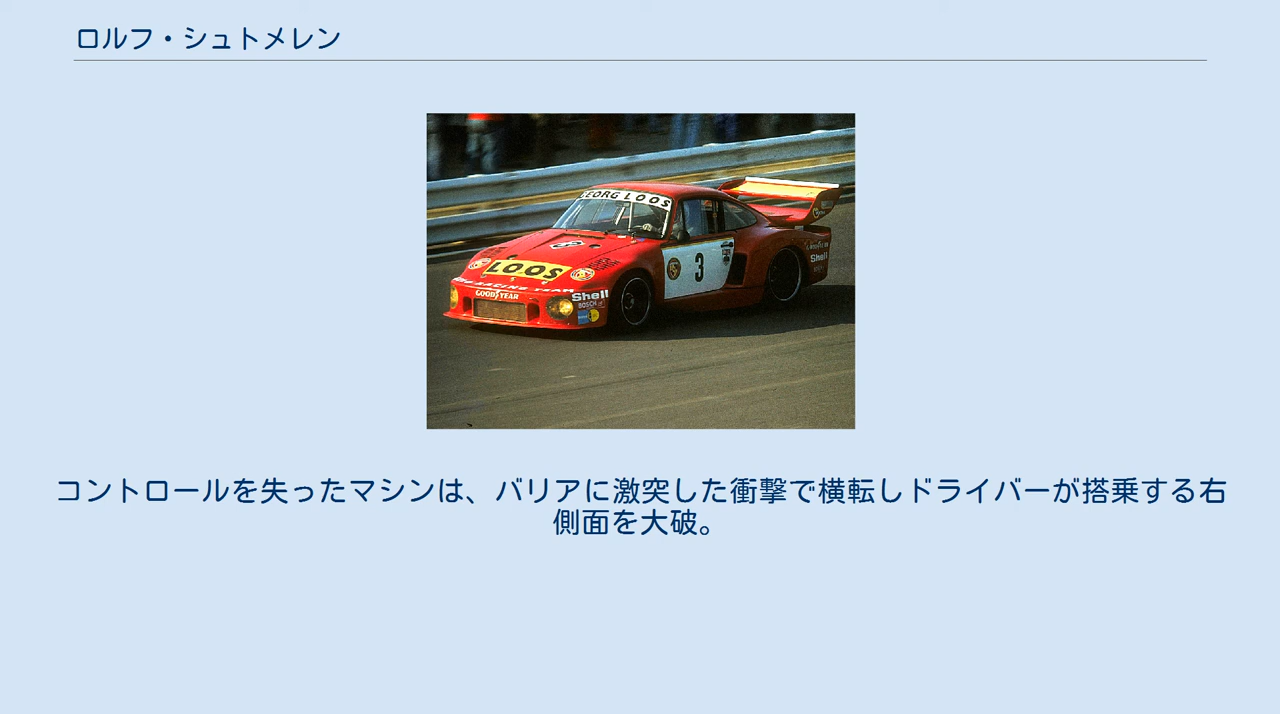 ロルフ・シュトメレン
GEORG LOOS
3
LOOS
GOODYEAR
Shell
BOSCH
3
Shell
コントロールを失ったマシンは、バリアに激突した衝撃で横転しドライバーが搭乗する右
側面を大破。